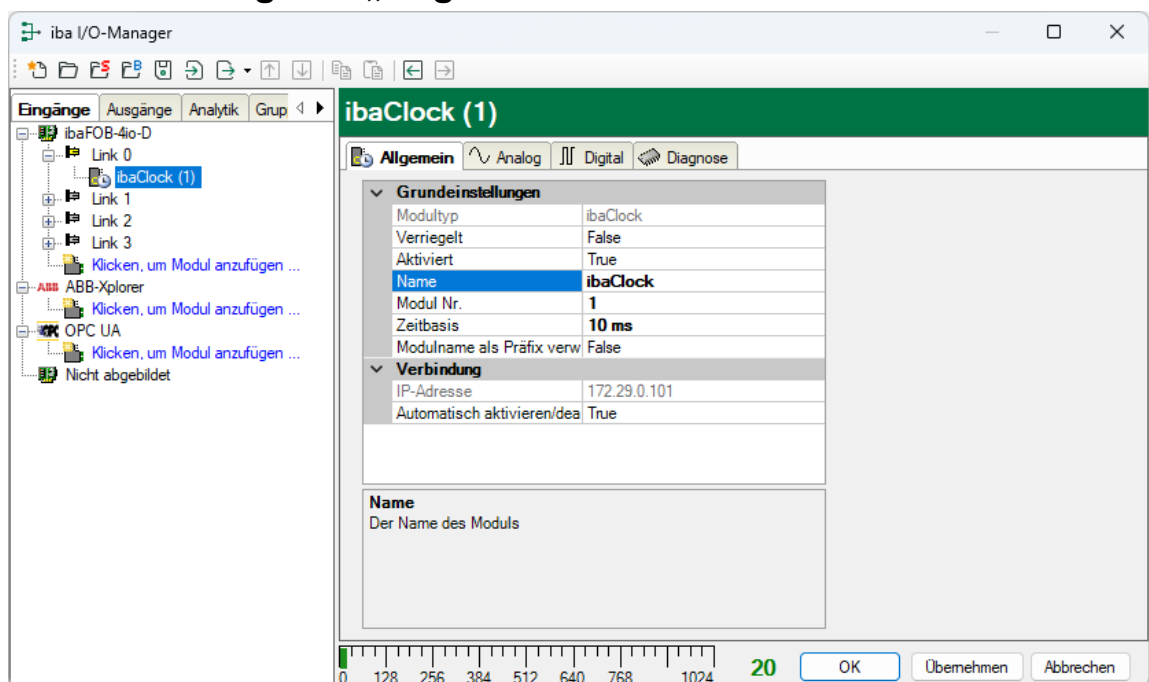 iba I/O-Manager
Eingänge Ausgänge Analytik Grup
ibaClock (1)
ibaFOB-4io-D
Link 0
ibaClock (1)
Link 1
Link 2
Link 3
Klicken, um Modul anzufügen ...
ABB ABB-Xplorer
Klicken, um Modul anzufügen ...
OPC UA
Klicken, um Modul anzufügen ...
Nicht abgebildet
Allgemein Analog Digital Diagnose
Grundeinstellungen
Modultyp ibaClock
Verriegelt False
Aktiviert True
Name ibaClock
Modul Nr. 1
Zeitbasis 10 ms
Modulname als Präfix verw False
Verbindung
IP-Adresse 172.29.0.101
Automatisch aktivieren/dea True
Name
Der Name des Moduls
0 128 256 384 512 640 768 1024
20 OK Übernehmen Abbrechen